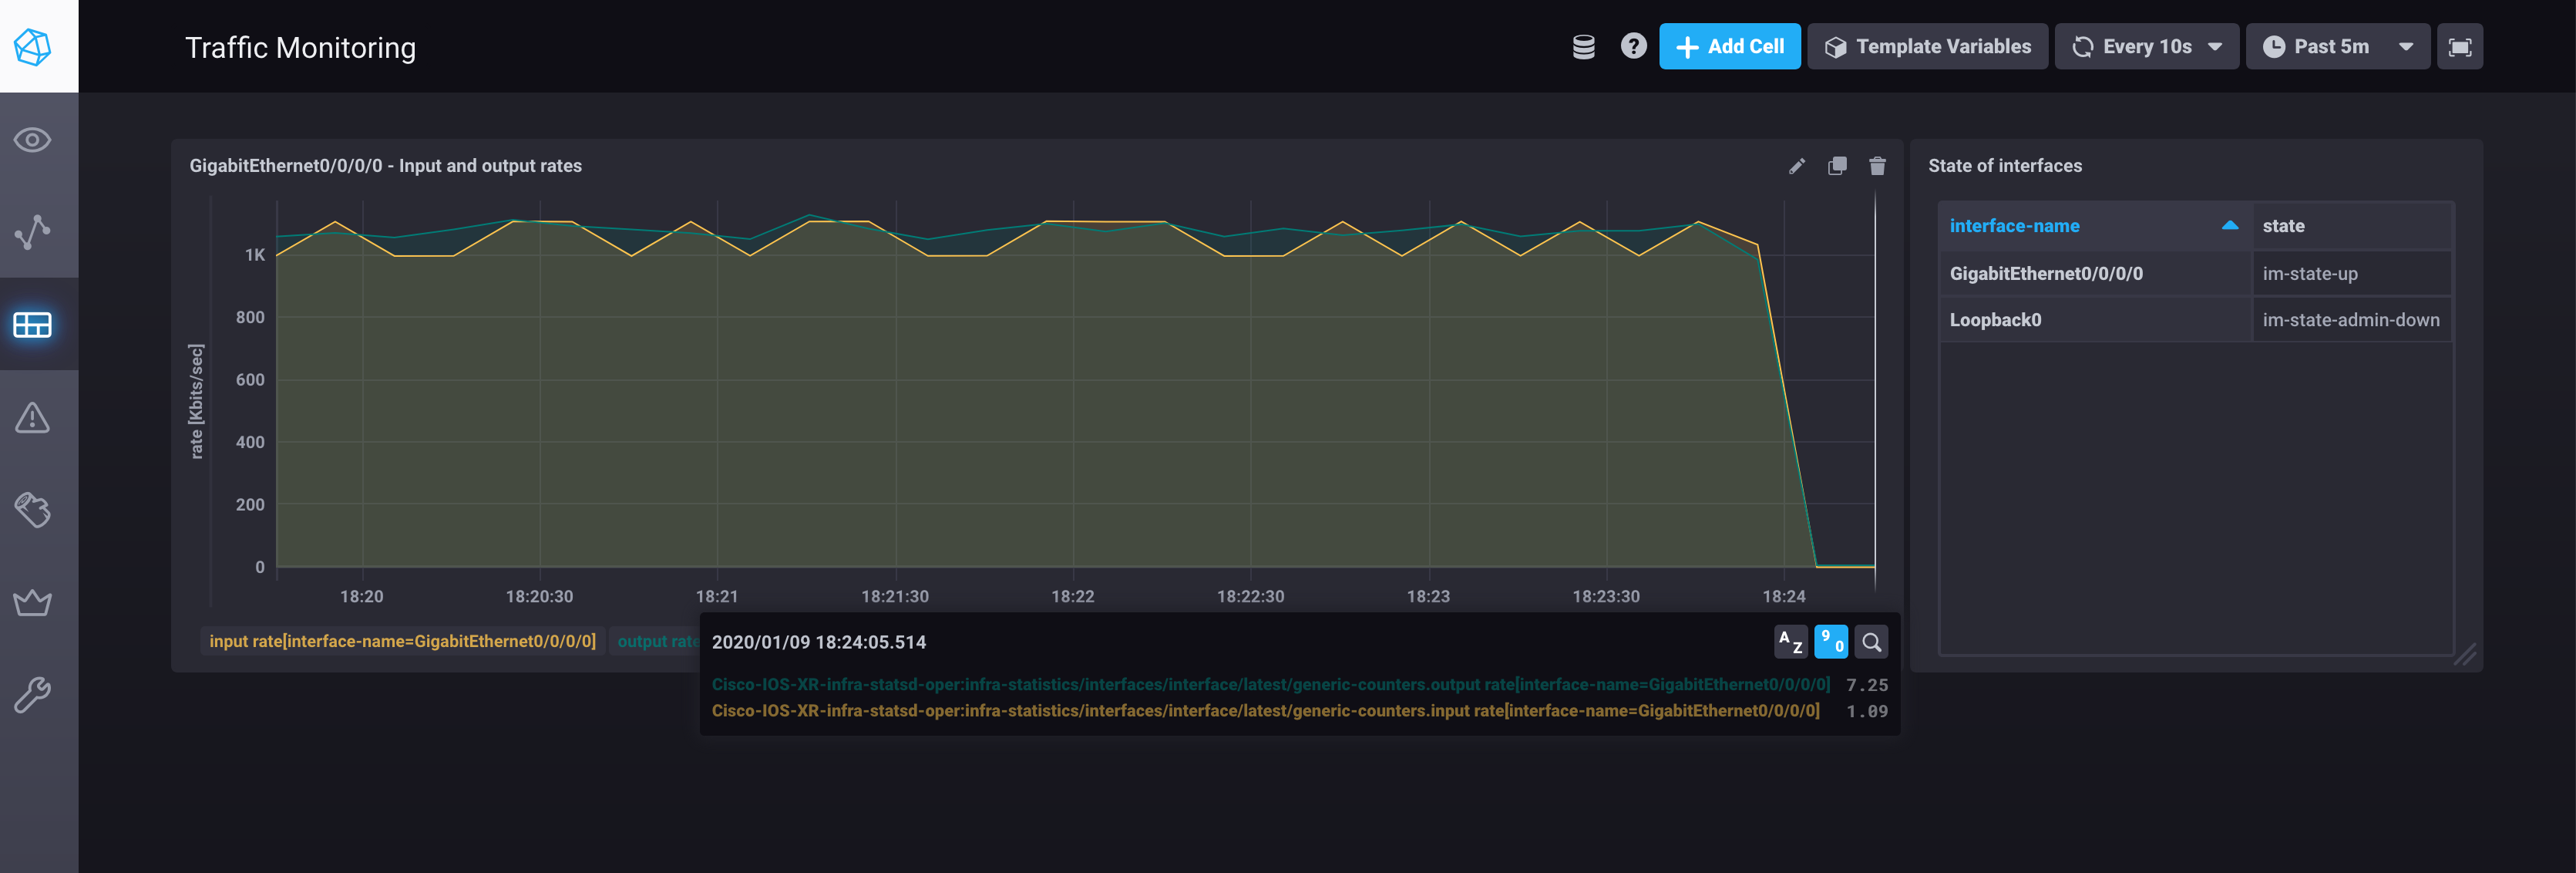 Traffic Monitoring
Add Cell
Template Variables
Every 10s
Past 5m
GigabitEthernet0/0/0/0 - Input and output rates
rate [Kbits/sec]
1K
800
600
400
200
0
18:20 18:20:30 18:21 18:21:30 18:22 18:22:30 18:23 18:23:30 18:24
input rate[interface-name=GigabitEthernet0/0/0/0] output rate
2020/01/09 18:24:05.514
A Z
9 0
Cisco-IOS-XR-infra-statsd-oper:infra-statistics/interfaces/interface/latest/generic-counters.output rate[interface-name=GigabitEthernet0/0/0/0] 7.25
Cisco-IOS-XR-infra-statsd-oper:infra-statistics/interfaces/interface/latest/generic-counters.input rate[interface-name=GigabitEthernet0/0/0/0] 1.09
State of interfaces
interface-name state
GigabitEthernet0/0/0/0 im-state-up
Loopback0 im-state-admin-down